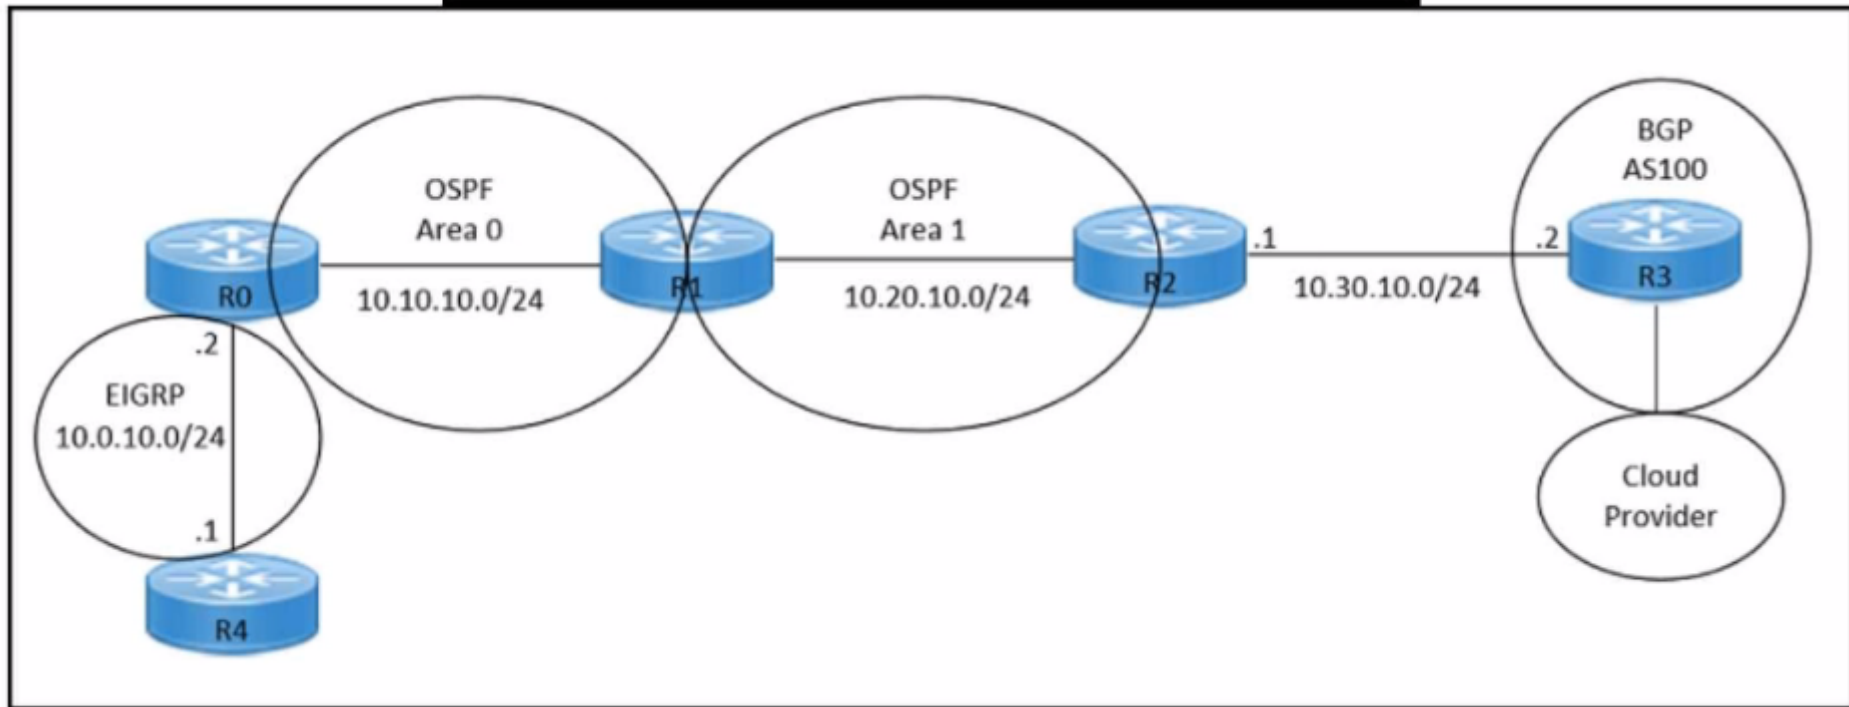 OSPF
Area 0
OSPF
Area 1
BGP
AS100
R0
10.10.10.0/24
R1
10.20.10.0/24
R2
.1
10.30.10.0/24
.2
R3
.2
EIGRP
10.0.10.0/24
.1
R4
Cloud
Provider